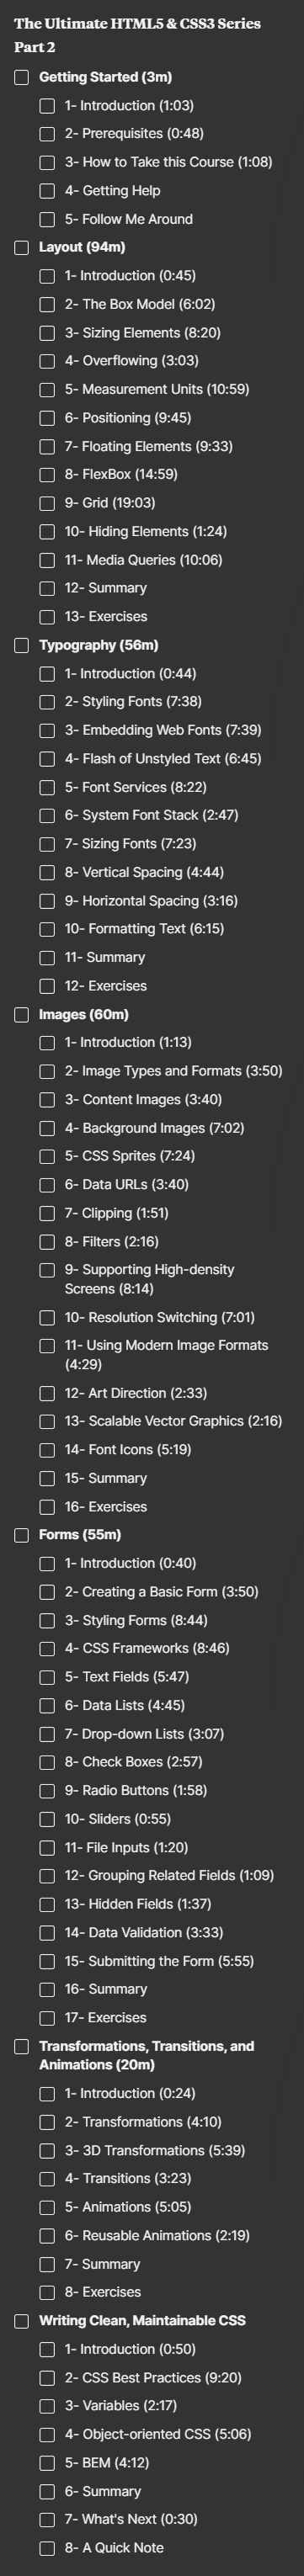 The Ultimate HTML5 & CSS3 Series
Part 2
Getting Started (3m)
1- Introduction (1:03)
2- Prerequisites (0:48)
3- How to Take this Course (1:08)
4- Getting Help
5- Follow Me Around
Layout (94m)
1- Introduction (0:45)
2- The Box Model (6:02)
3- Sizing Elements (8:20)
4- Overflowing (3:03)
5- Measurement Units (10:59)
6- Positioning (9:45)
7- Floating Elements (9:33)
8- FlexBox (14:59)
9- Grid (19:03)
10- Hiding Elements (1:24)
11- Media Queries (10:06)
12- Summary
13- Exercises
Typography (56m)
1- Introduction (0:44)
2- Styling Fonts (7:38)
3- Embedding Web Fonts (7:39)
4- Flash of Unstyled Text (6:45)
5- Font Services (8:22)
6- System Font Stack (2:47)
7- Sizing Fonts (7:23)
8- Vertical Spacing (4:44)
9- Horizontal Spacing (3:16)
10- Formatting Text (6:15)
11- Summary
12- Exercises
Images (60m)
1- Introduction (1:13)
2- Image Types and Formats (3:50)
3- Content Images (3:40)
4- Background Images (7:02)
5- CSS Sprites (7:24)
6- Data URLs (3:40)
7- Clipping (1:51)
8- Filters (2:16)
9- Supporting High-density
Screens (8:14)
10- Resolution Switching (7:01)
11- Using Modern Image Formats
(4:29)
12- Art Direction (2:33)
13- Scalable Vector Graphics (2:16)
14- Font Icons (5:19)
15- Summary
16- Exercises
Forms (55m)
1- Introduction (0:40)
2- Creating a Basic Form (3:50)
3- Styling Forms (8:44)
4- CSS Frameworks (8:46)
5- Text Fields (5:47)
6- Data Lists (4:45)
7- Drop-down Lists (3:07)
8- Check Boxes (2:57)
9- Radio Buttons (1:58)
10- Sliders (0:55)
11- File Inputs (1:20)
12- Grouping Related Fields (1:09)
13- Hidden Fields (1:37)
14- Data Validation (3:33)
15- Submitting the Form (5:55)
16- Summary
17- Exercises
Transformations, Transitions, and
Animations (20m)
1- Introduction (0:24)
2- Transformations (4:10)
3- 3D Transformations (5:39)
4- Transitions (3:23)
5- Animations (5:05)
6- Reusable Animations (2:19)
7- Summary
8- Exercises
Writing Clean, Maintainable CSS
1- Introduction (0:50)
2- CSS Best Practices (9:20)
3- Variables (2:17)
4- Object-oriented CSS (5:06)
5- BEM (4:12)
6- Summary
7- What's Next (0:30)
8- A Quick Note